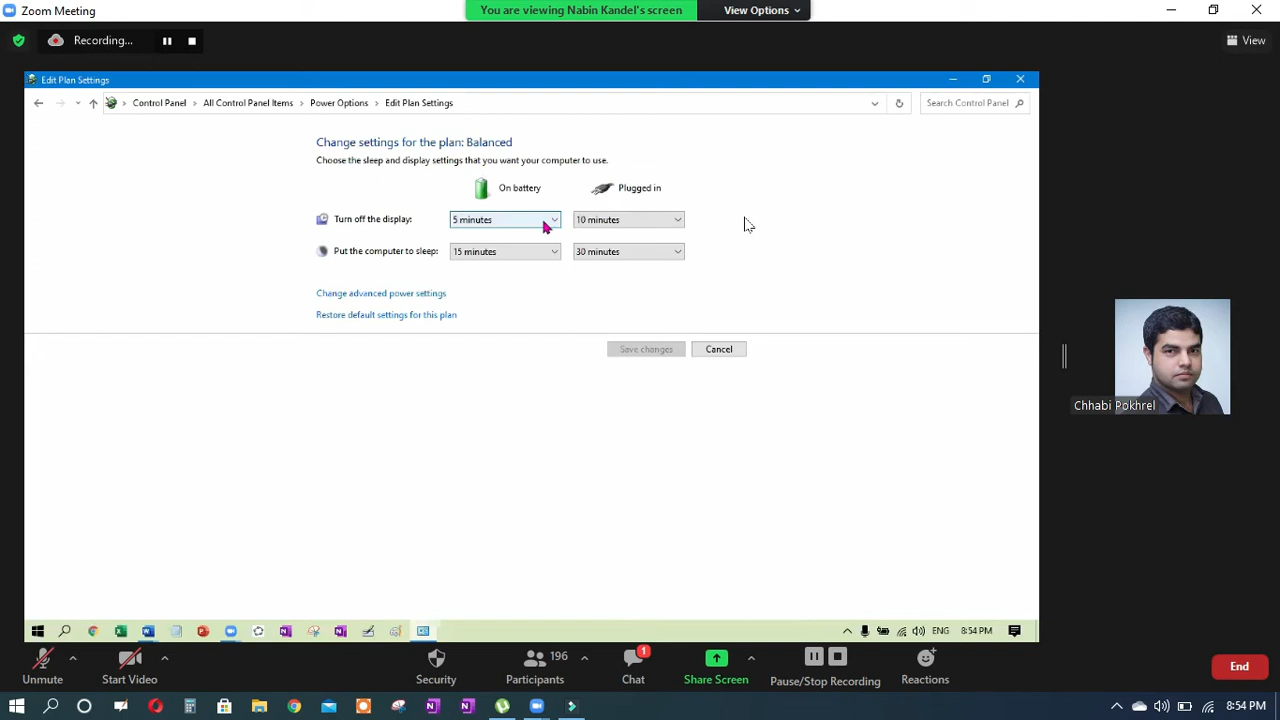 Zoom Meeting
You are viewing Nabin Kandel's screen
View Options
Recording...
View
Edit Plan Settings
Control Panel
All Control Panel Items
Power Options
Edit Plan Settings
Search Control Panel
Change settings for the plan: Balanced
Choose the sleep and display settings that you want your computer to use.
On battery
Plugged in
Turn off the display:
5 minutes
10 minutes
Put the computer to sleep:
15 minutes
30 minutes
Change advanced power settings
Restore default settings for this plan
Save changes
Cancel
Chhabi Pokhrel
ENG
8:54 PM
Unmute
Start Video
Security
196
Participants
1
Chat
Share Screen
Pause/Stop Recording
Reactions
End
8:54 PM